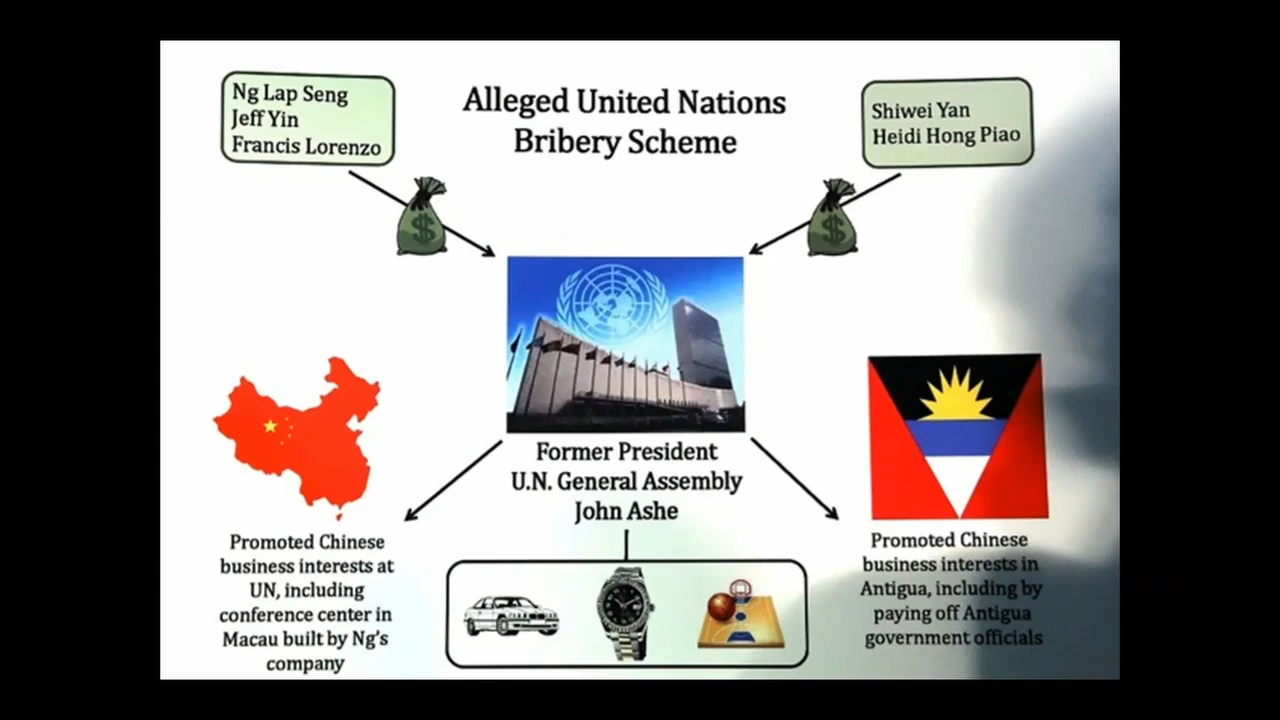 Alleged United Nations
Bribery Scheme
Ng Lap Seng
Jeff Yin
Francis Lorenzo
Shiwei Yan
Heidi Hong Piao
$
$
Former President
U.N. General Assembly
John Ashe
Promoted Chinese
business interests at
UN, including
conference center in
Macau built by Ng's
company
Promoted Chinese
business interests in
Antigua, including by
paying off Antigua
government officials